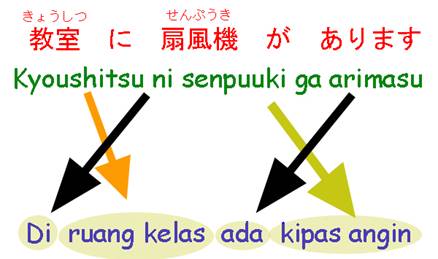 きょうしつ せんぷうき
教室 に 扇風機 が あります
Kyoushitsu ni senpuuki ga arimasu
Di ruang kelas ada kipas angin